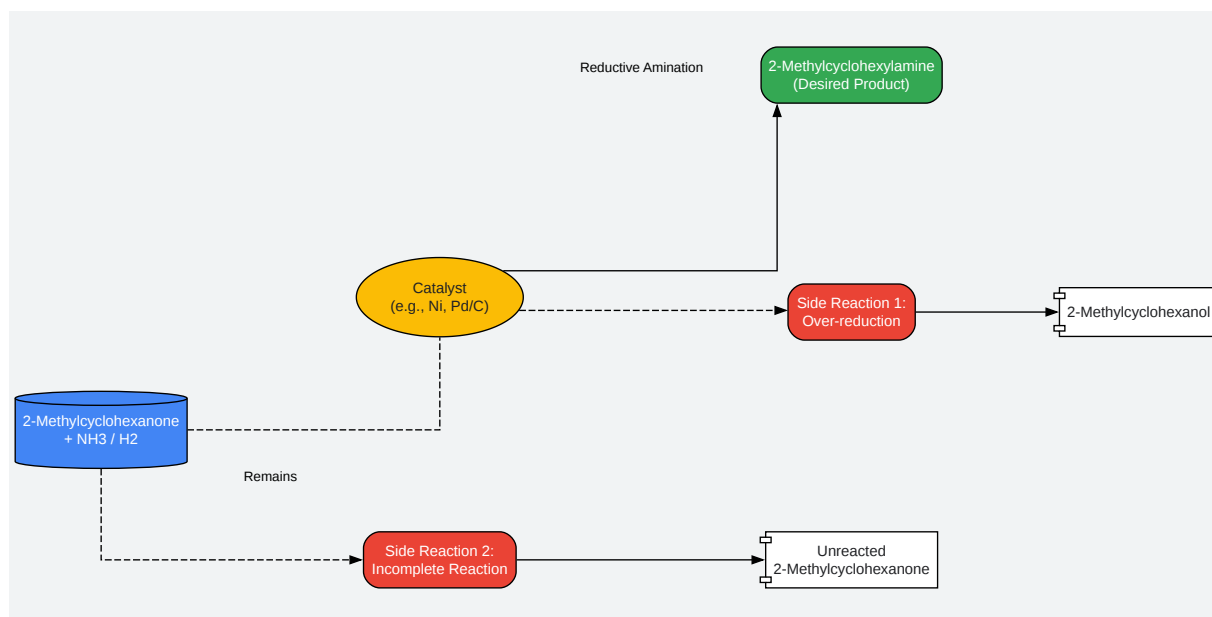 Reductive Amination
2-Methylcyclohexylamine
(Desired Product)
Catalyst
(e.g., Ni, Pd/C)
Side Reaction 1:
Over-reduction
2-Methylcyclohexanol
2-Methylcyclohexanone
+ NH3 / H2
Remains
Side Reaction 2:
Incomplete Reaction
Unreacted
2-Methylcyclohexanone